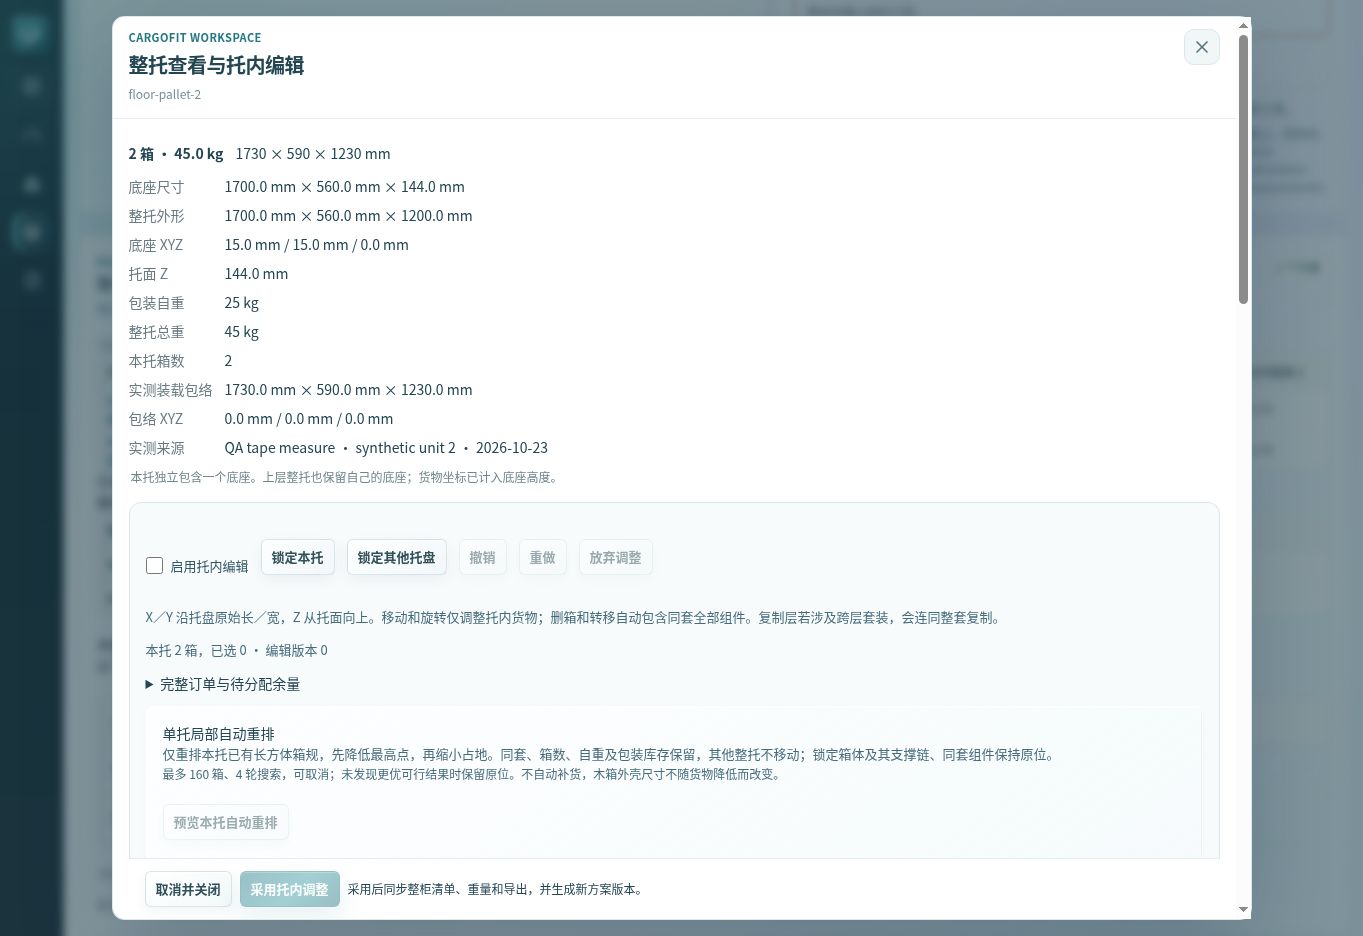 CARGOFIT WORKSPACE
整托查看与托内编辑
floor-pallet-2
2 箱 · 45.0 kg 1730 × 590 × 1230 mm
底座尺寸 1700.0 mm × 560.0 mm × 144.0 mm
整托外形 1700.0 mm × 560.0 mm × 1200.0 mm
底座 XYZ 15.0 mm / 15.0 mm / 0.0 mm
托面 Z 144.0 mm
包装自重 25 kg
整托总重 45 kg
本托箱数 2
实测装载包络 1730.0 mm × 590.0 mm × 1230.0 mm
包络 XYZ 0.0 mm / 0.0 mm / 0.0 mm
实测来源 QA tape measure · synthetic unit 2 · 2026-10-23
本托独立包含一个底座。上层整托也保留自己的底座；货物坐标已计入底座高度。
启用托内编辑 锁定本托 锁定其他托盘 撤销 重做 放弃调整
X／Y 沿托盘原始长／宽，Z 从托面向上。移动和旋转仅调整托内货物；删箱和转移自动包含同套全部组件。复制层若涉及跨层套装，会连同整套复制。
本托 2 箱，已选 0 · 编辑版本 0
▶ 完整订单与待分配余量
单托局部自动重排
仅重排本托已有长方体箱规，先降低最高点，再缩小占地。同套、箱数、自重及包装库存保留，其他整托不移动；锁定箱体及其支撑链、同套组件保持原位。
最多 160 箱、4 轮搜索，可取消；未发现更优可行结果时保留原位。不自动补货，木箱外壳尺寸不随货物降低而改变。
预览本托自动重排
取消并关闭 采用托内调整 采用后同步整柜清单、重量和导出，并生成新方案版本。